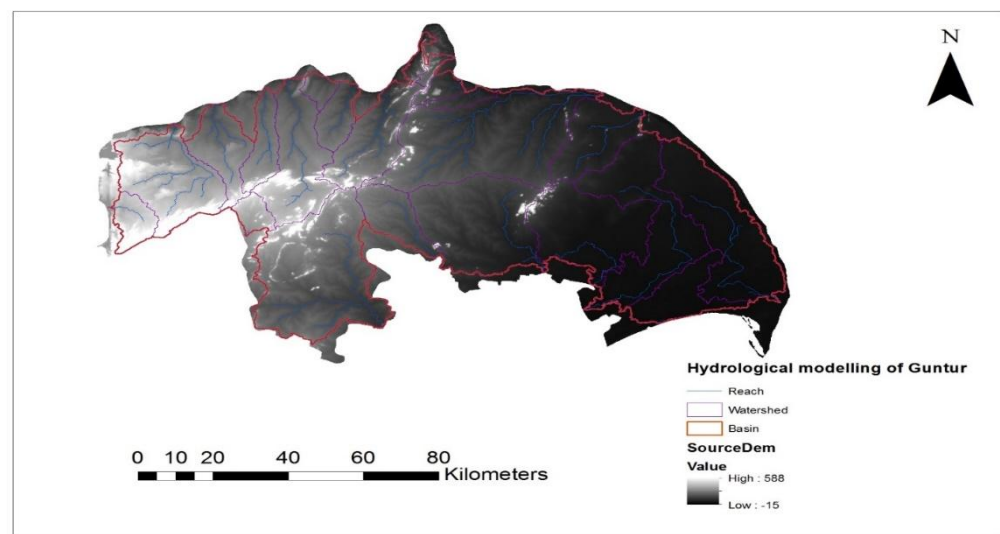 N
Hydrological modelling of Guntur
Reach
Watershed
Basin
SourceDem
Value
High : 588
Low : -15
0 10 20 40 60 80
Kilometers